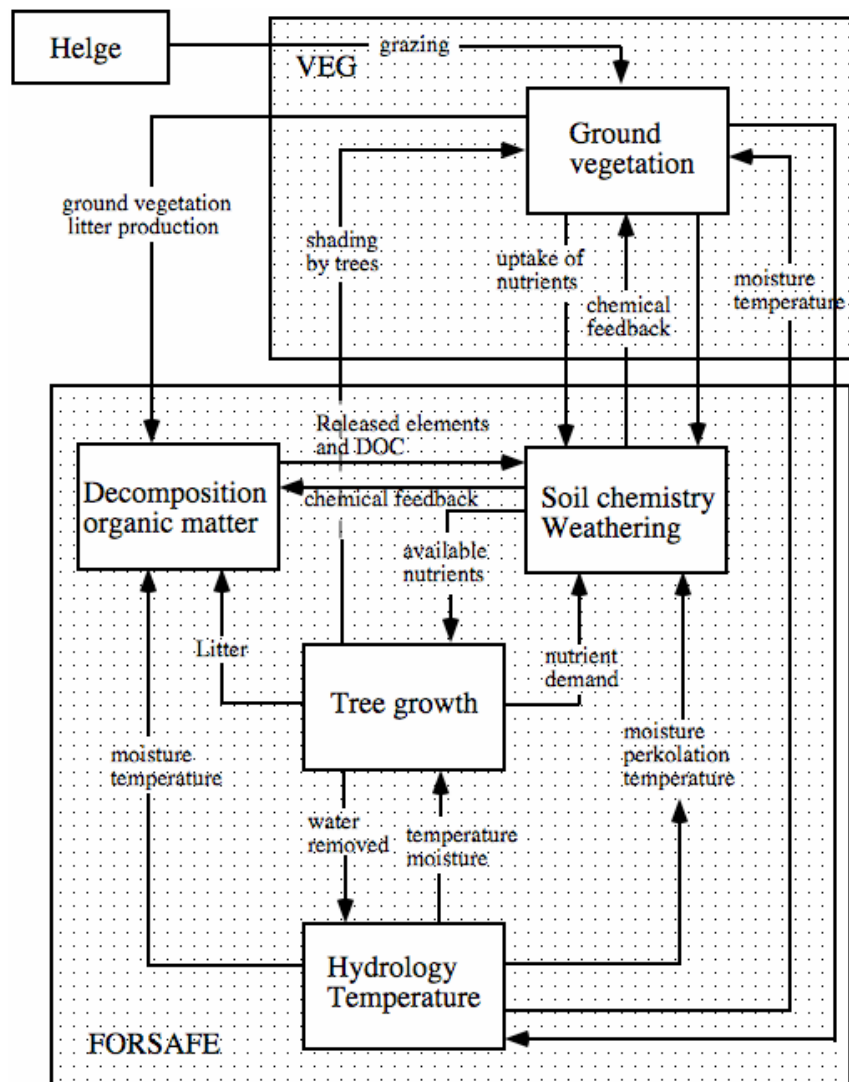 Helge
grazing
VEG
Ground
vegetation
ground vegetation
litter production
shading
by trees
uptake of
nutrients
chemical
feedback
moisture
temperature
Released elements
and DOC
Decomposition
organic matter
chemical feedback
Soil chemistry
Weathering
available
nutrients
Litter
Tree growth
nutrient
demand
moisture
temperature
moisture
perkolation
temperature
water
removed
temperature
moisture
Hydrology
Temperature
FORSAFE